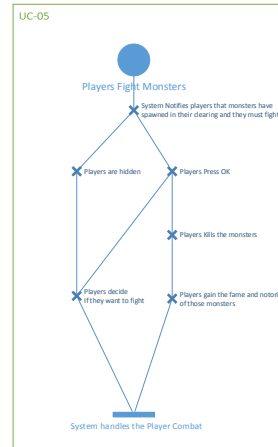 UC-05
Players Fight Monsters
System Notifies players that monsters have
spawned in their clearing and they must fight
Players are hidden
Players Press OK
Players Kills the monsters
Players decide
If they want to fight
Players gain the fame and notori
of those monsters
System handles the Player Combat